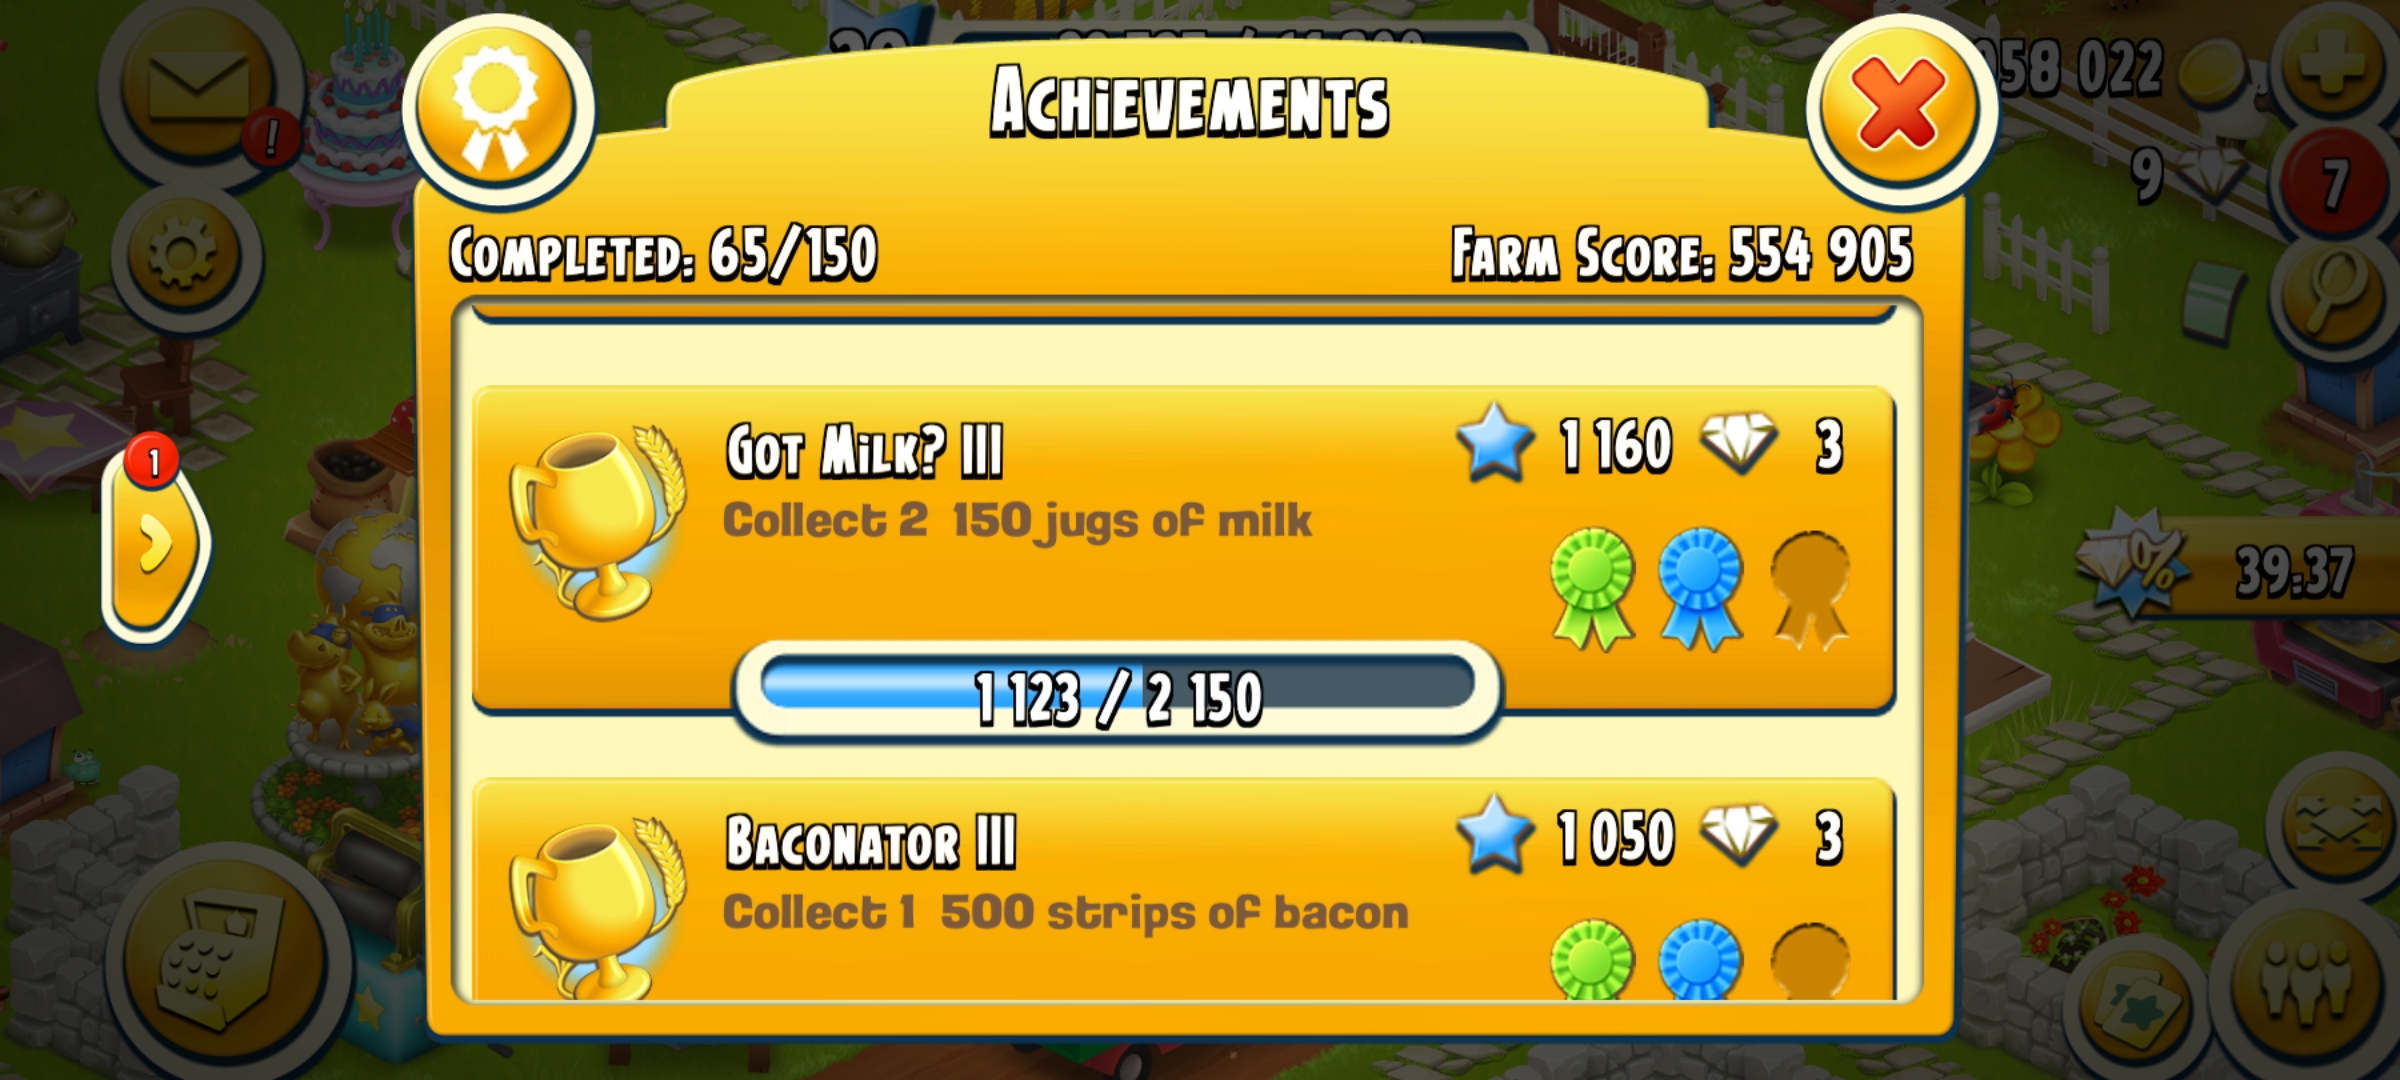 ACHIEVEMENTS
COMPLETED: 65/150
FARM SCORE: 554 905
GOT MILK? III
1 160
3
Collect 2 150 jugs of milk
1 123 / 2 150
BACONATOR III
1 050
3
Collect 1 500 strips of bacon
!
1
058 022
9
7
%
39:37